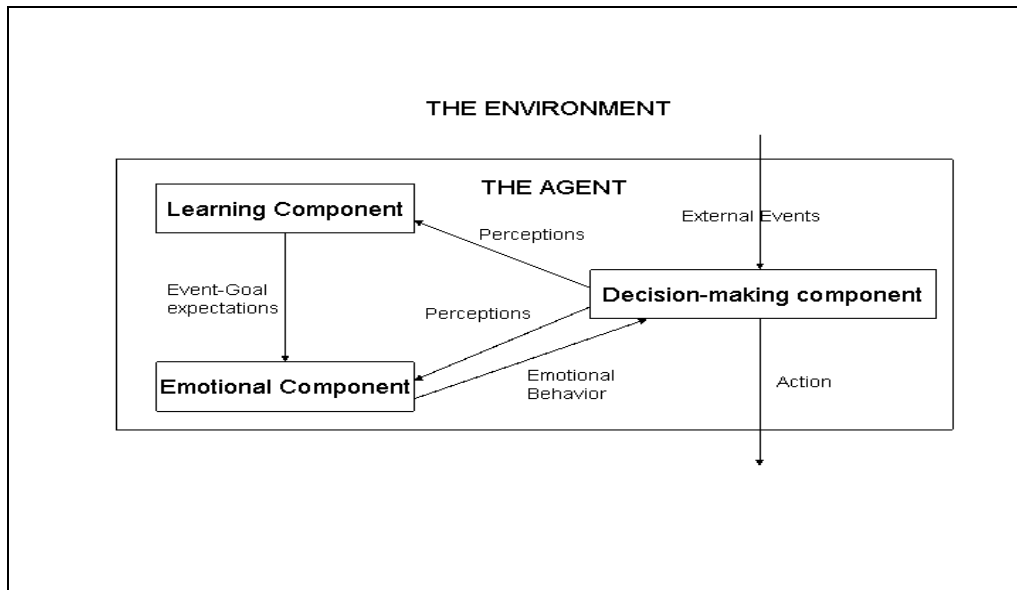 THE ENVIRONMENT
THE AGENT
Learning Component
External Events
Perceptions
Event-Goal
expectations
Decision-making component
Perceptions
Emotional Component
Emotional
Behavior
Action